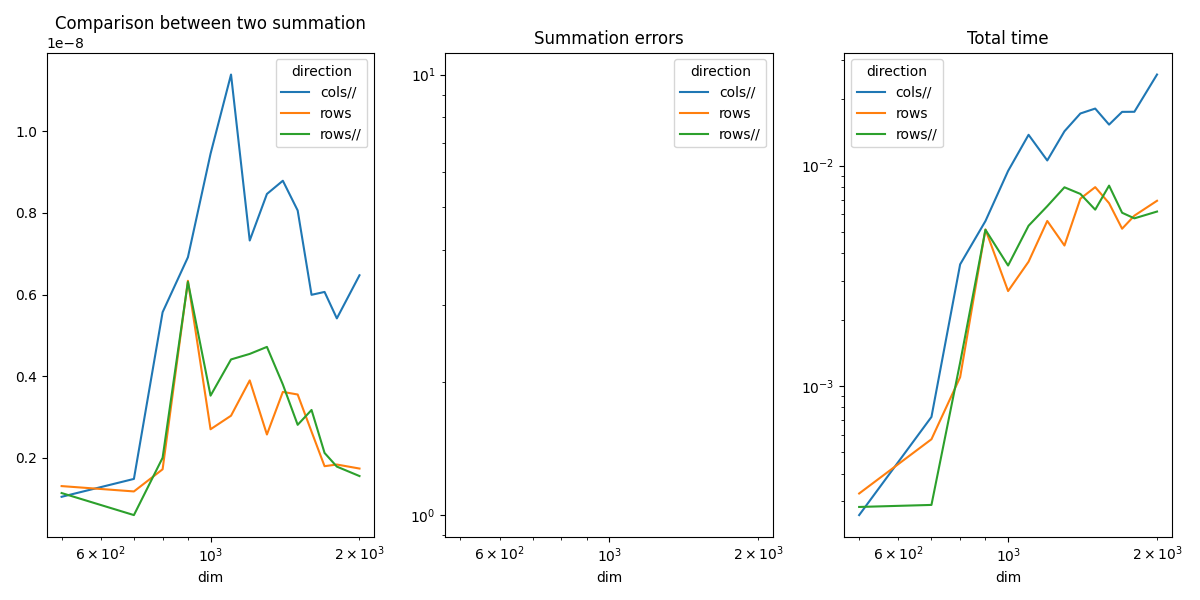 Comparison between two summation
1e−8
direction
cols//
rows
rows//
1.0
0.8
0.6
0.4
0.2
6 × 10²
10³
2 × 10³
dim
Summation errors
direction
cols//
rows
rows//
10¹
10⁰
6 × 10²
10³
2 × 10³
dim
Total time
direction
cols//
rows
rows//
10⁻²
10⁻³
6 × 10²
10³
2 × 10³
dim